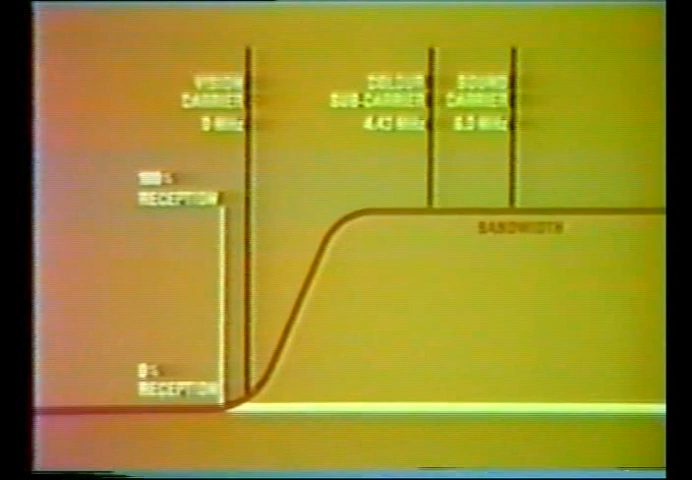 VISION
CARRIER
0 MHz
COLOUR
SUB-CARRIER
4.43 MHz
SOUND
CARRIER
6.0 MHz
100%
RECEPTION
BANDWIDTH
0%
RECEPTION